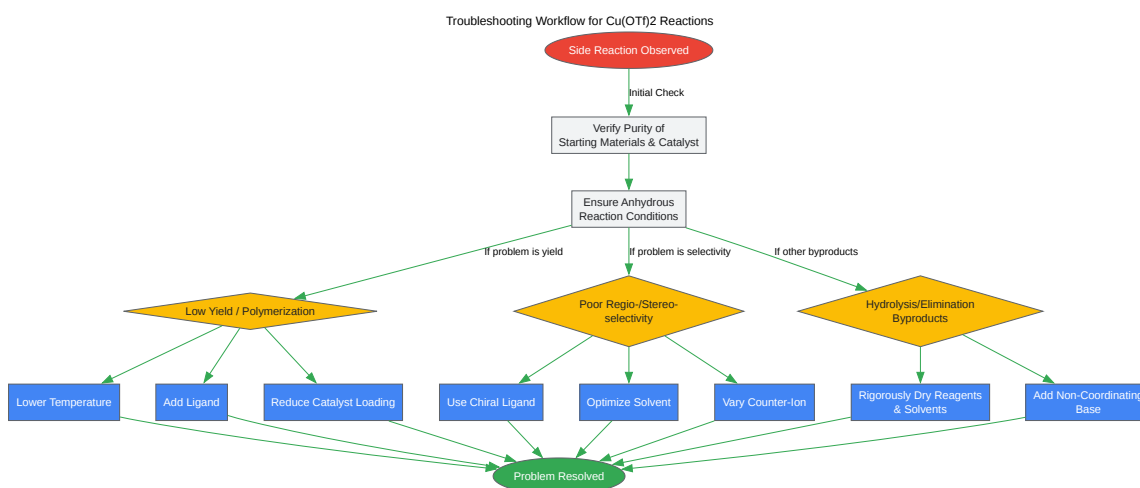 Troubleshooting Workflow for Cu(OTf)2 Reactions
Side Reaction Observed
Initial Check
Verify Purity of
Starting Materials & Catalyst
Ensure Anhydrous
Reaction Conditions
If problem is yield
If problem is selectivity
If other byproducts
Low Yield / Polymerization
Poor Regio-/Stereo-
selectivity
Hydrolysis/Elimination
Byproducts
Lower Temperature
Add Ligand
Reduce Catalyst Loading
Use Chiral Ligand
Optimize Solvent
Vary Counter-Ion
Rigorously Dry Reagents
& Solvents
Add Non-Coordinating
Base
Problem Resolved